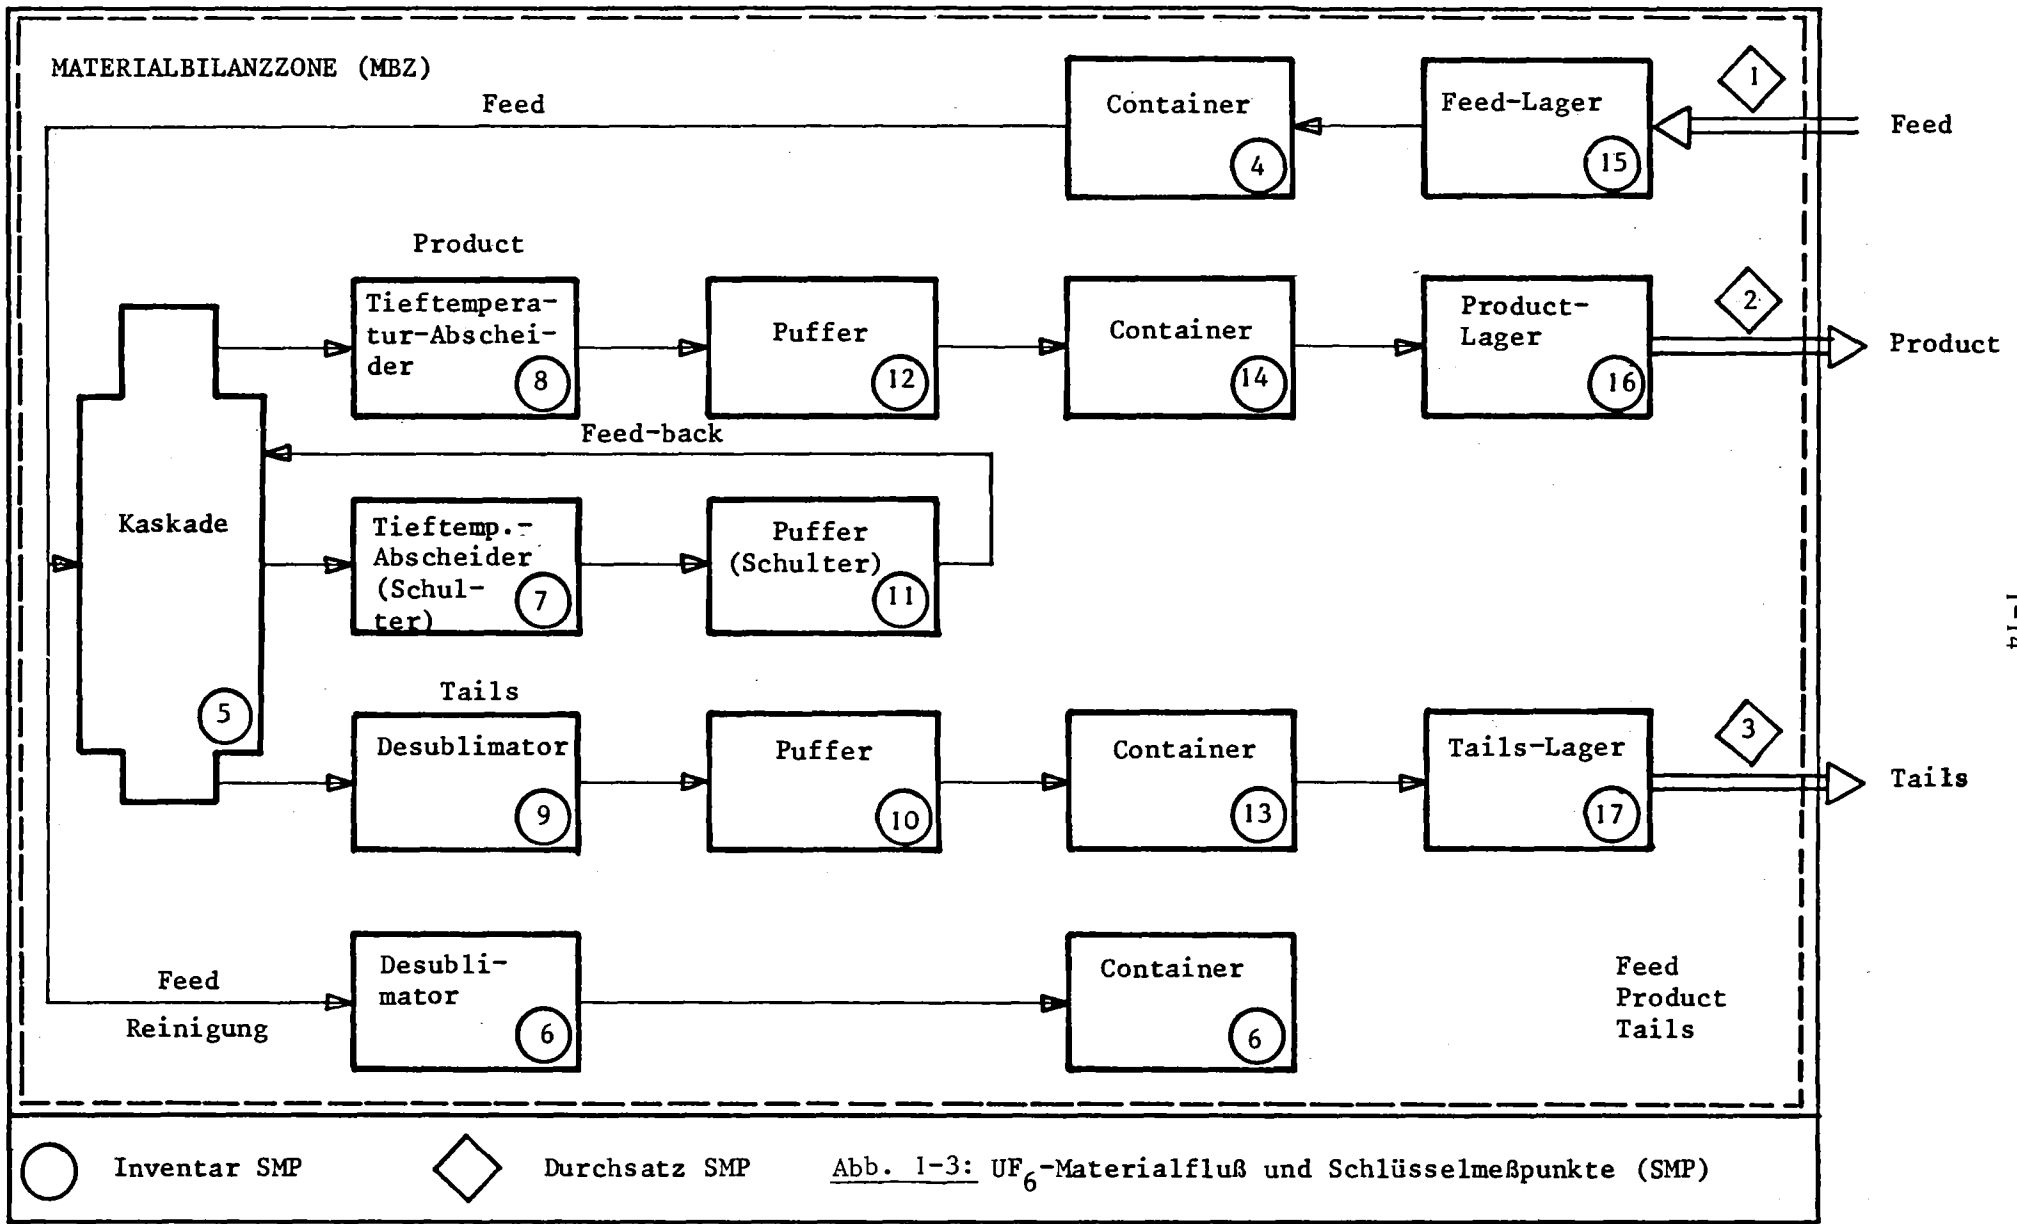 MATERIALBILANZZONE (MBZ)
Feed
Container
4
Feed-Lager
15
1
Feed
Product
Tieftempera-
tur-Abschei-
der
8
Puffer
12
Container
14
Product-
Lager
16
2
Product
Feed-back
Kaskade
5
Tieftemp.-
Abscheider
(Schul-
ter)
7
Puffer
(Schulter)
11
Tails
Desublimator
9
Puffer
10
Container
13
Tails-Lager
17
3
Tails
Feed
Reinigung
Desubli-
mator
6
Container
6
Feed
Product
Tails
I-14
Inventar SMP
Durchsatz SMP
Abb. I-3: UF6-Materialfluß und Schlüsselmeßpunkte (SMP)